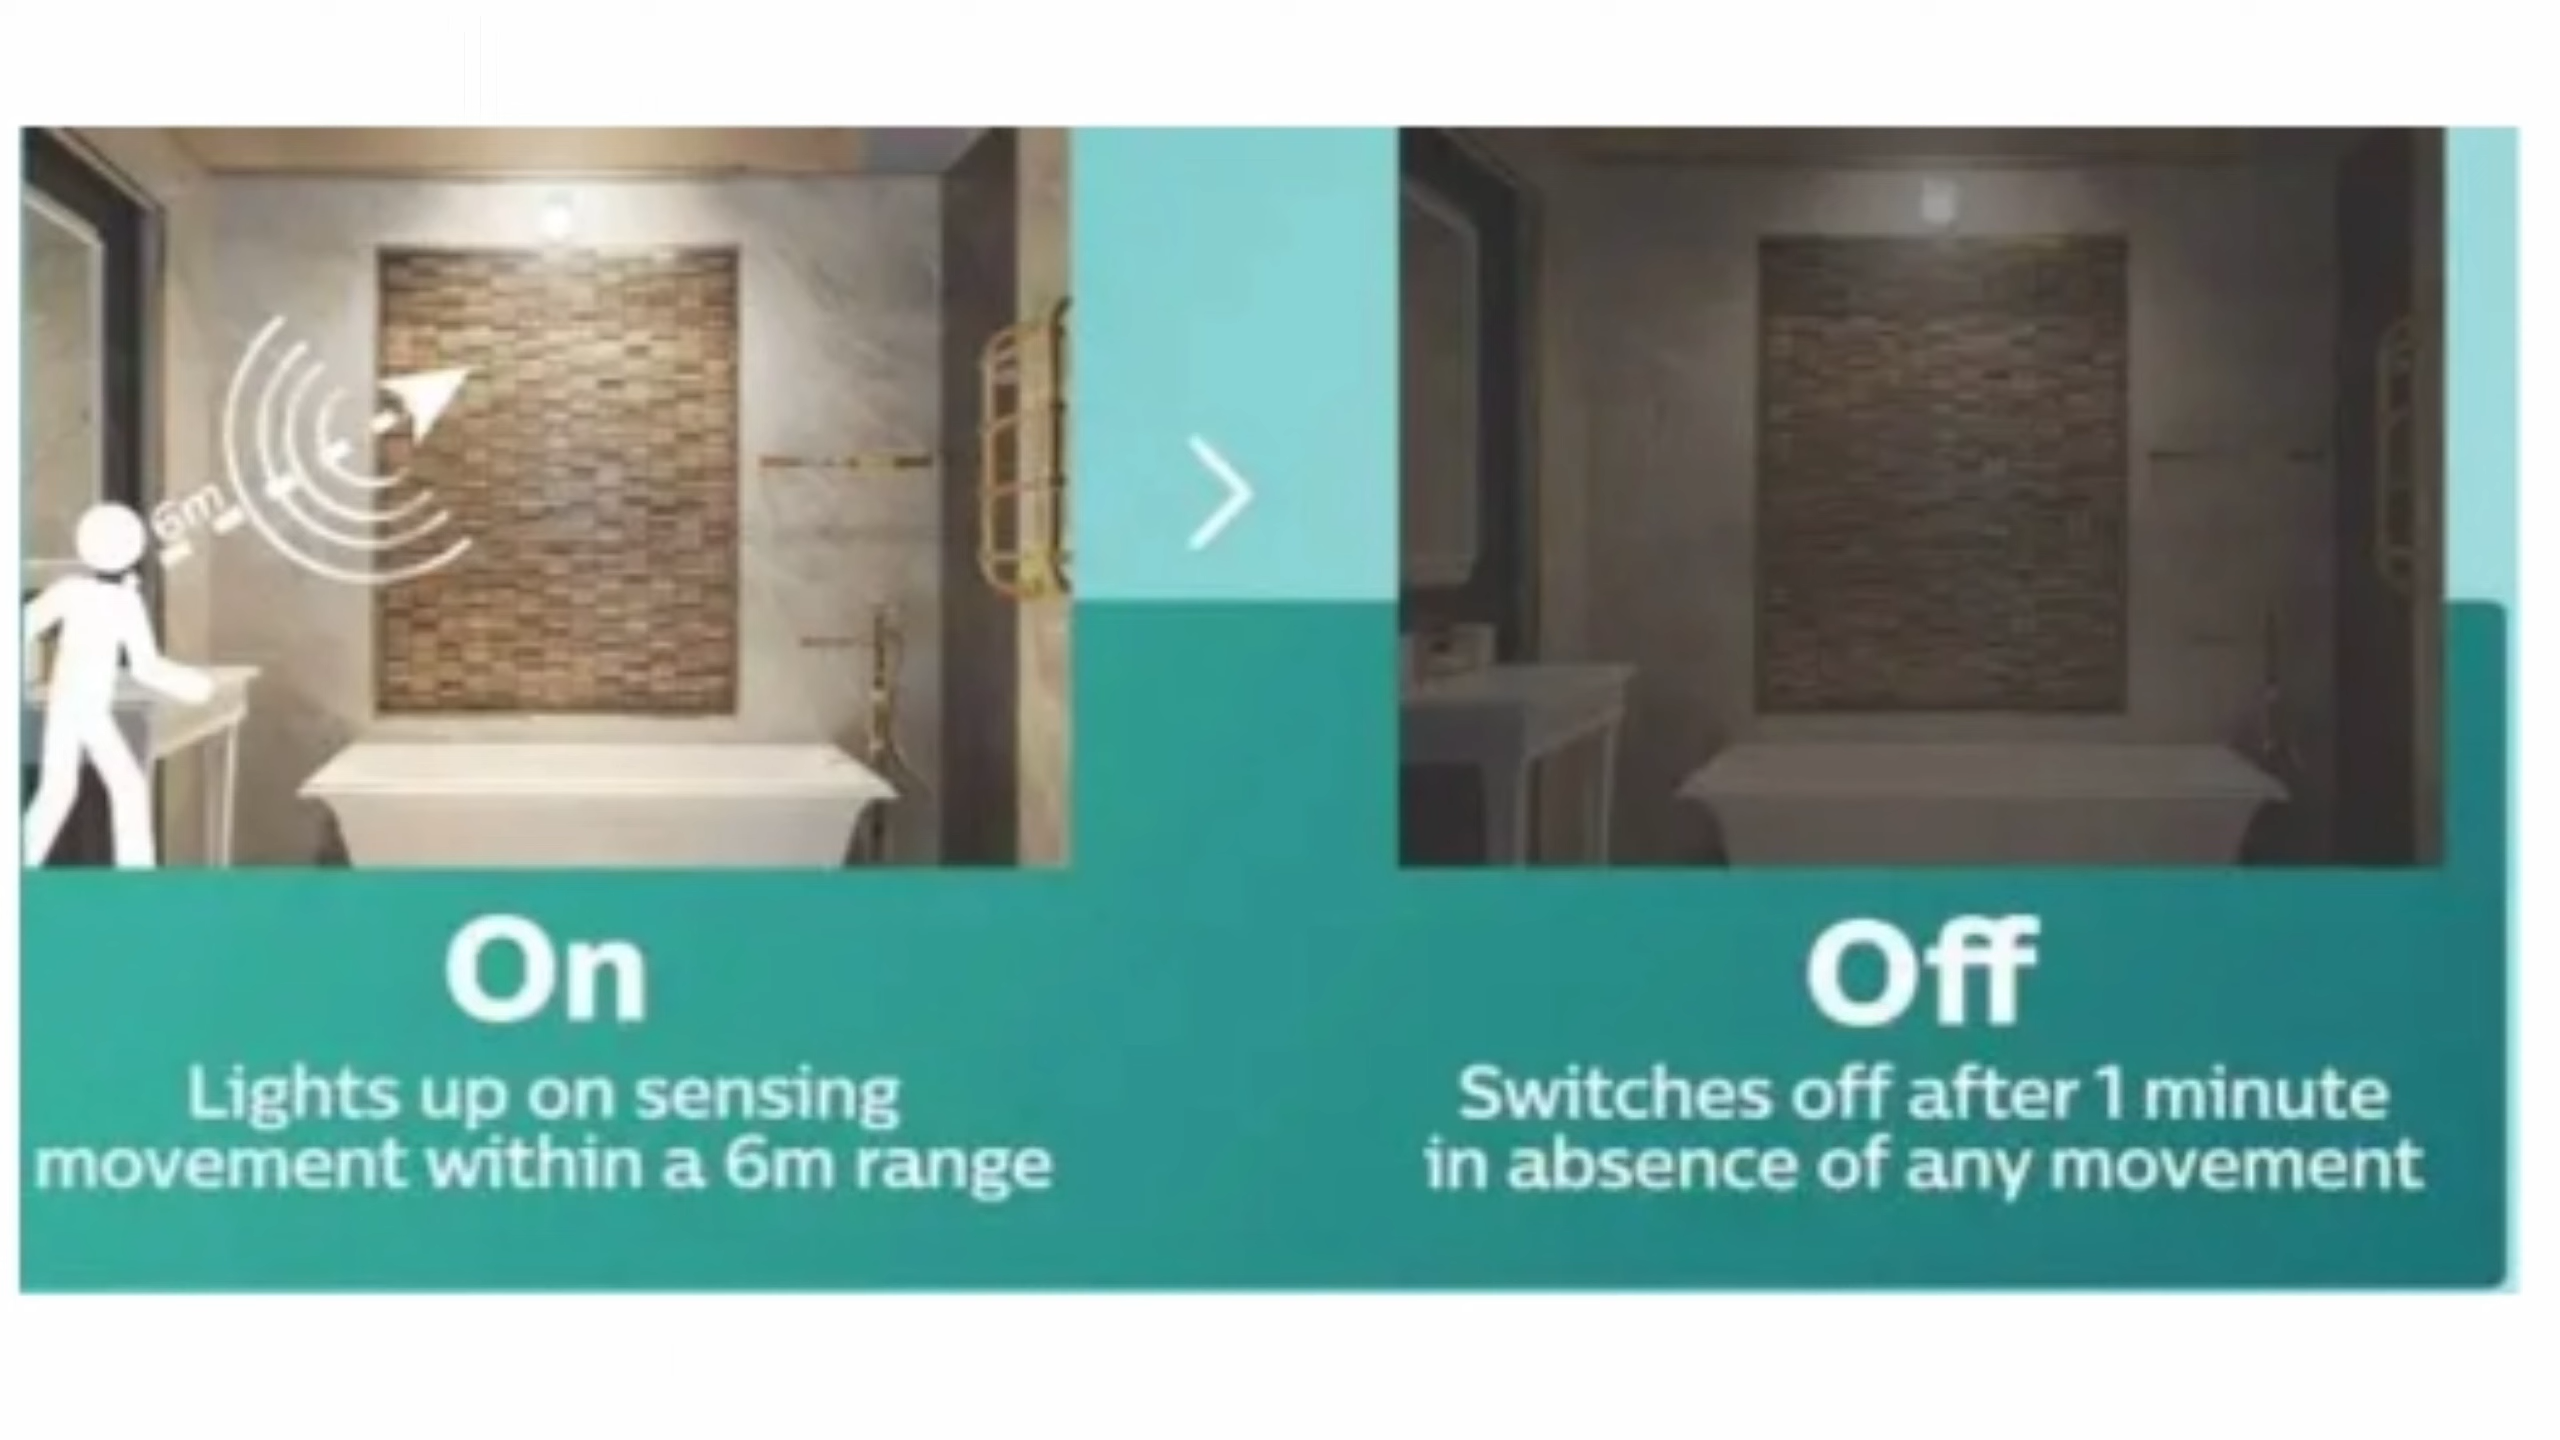 6m
On
Lights up on sensing
movement within a 6m range
Off
Switches off after 1 minute
in absence of any movement